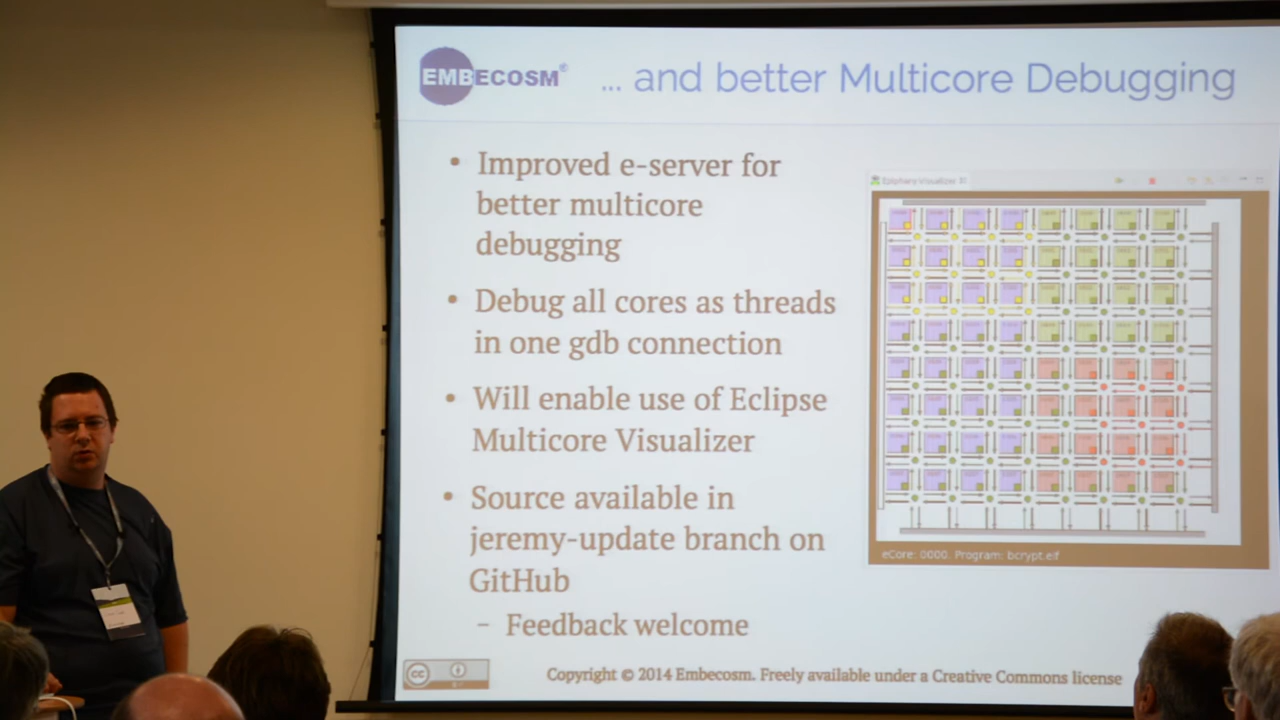 EMBECOSM®
... and better Multicore Debugging
• Improved e-server for
better multicore
debugging
• Debug all cores as threads
in one gdb connection
• Will enable use of Eclipse
Multicore Visualizer
• Source available in
jeremy-update branch on
GitHub
– Feedback welcome
Epiphany Visualizer
eCore: 0000. Program: bcrypt.elf
cc
Copyright © 2014 Embecosm. Freely available under a Creative Commons license